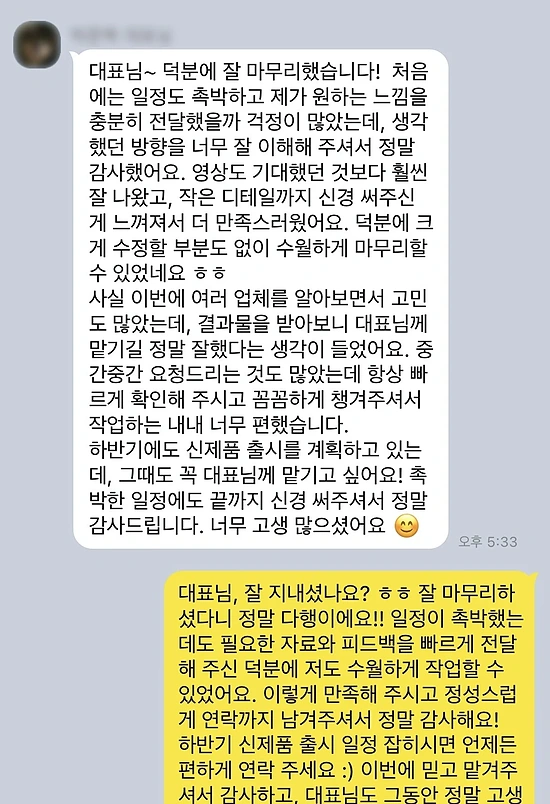 대표님~ 덕분에 잘 마무리했습니다! 처음
에는 일정도 촉박하고 제가 원하는 느낌을
충분히 전달했을까 걱정이 많았는데, 생각
했던 방향을 너무 잘 이해해 주셔서 정말
감사했어요. 영상도 기대했던 것보다 훨씬
잘 나왔고, 작은 디테일까지 신경 써주신
게 느껴져서 더 만족스러웠어요. 덕분에 크
게 수정할 부분도 없이 수월하게 마무리할
수 있었네요 ㅎㅎ
사실 이번에 여러 업체를 알아보면서 고민
도 많았는데, 결과물을 받아보니 대표님께
맡기길 정말 잘했다는 생각이 들었어요. 중
간중간 요청드리는 것도 많았는데 항상 빠
르게 확인해 주시고 꼼꼼하게 챙겨주셔서
작업하는 내내 너무 편했습니다.
하반기에도 신제품 출시를 계획하고 있는
데, 그때도 꼭 대표님께 맡기고 싶어요! 촉
박한 일정에도 끝까지 신경 써주셔서 정말
감사드립니다. 너무 고생 많으셨어요 😊
오후 5:33
대표님, 잘 지내셨나요? ㅎㅎ 잘 마무리하
셨다니 정말 다행이에요!! 일정이 촉박했는
데도 필요한 자료와 피드백을 빠르게 전달
해 주신 덕분에 저도 수월하게 작업할 수
있었어요. 이렇게 만족해 주시고 정성스럽
게 연락까지 남겨주셔서 정말 감사해요!
하반기 신제품 출시 일정 잡히시면 언제든
편하게 연락 주세요 :) 이번에 믿고 맡겨주
셔서 감사하고, 대표님도 그동안 정말 고생